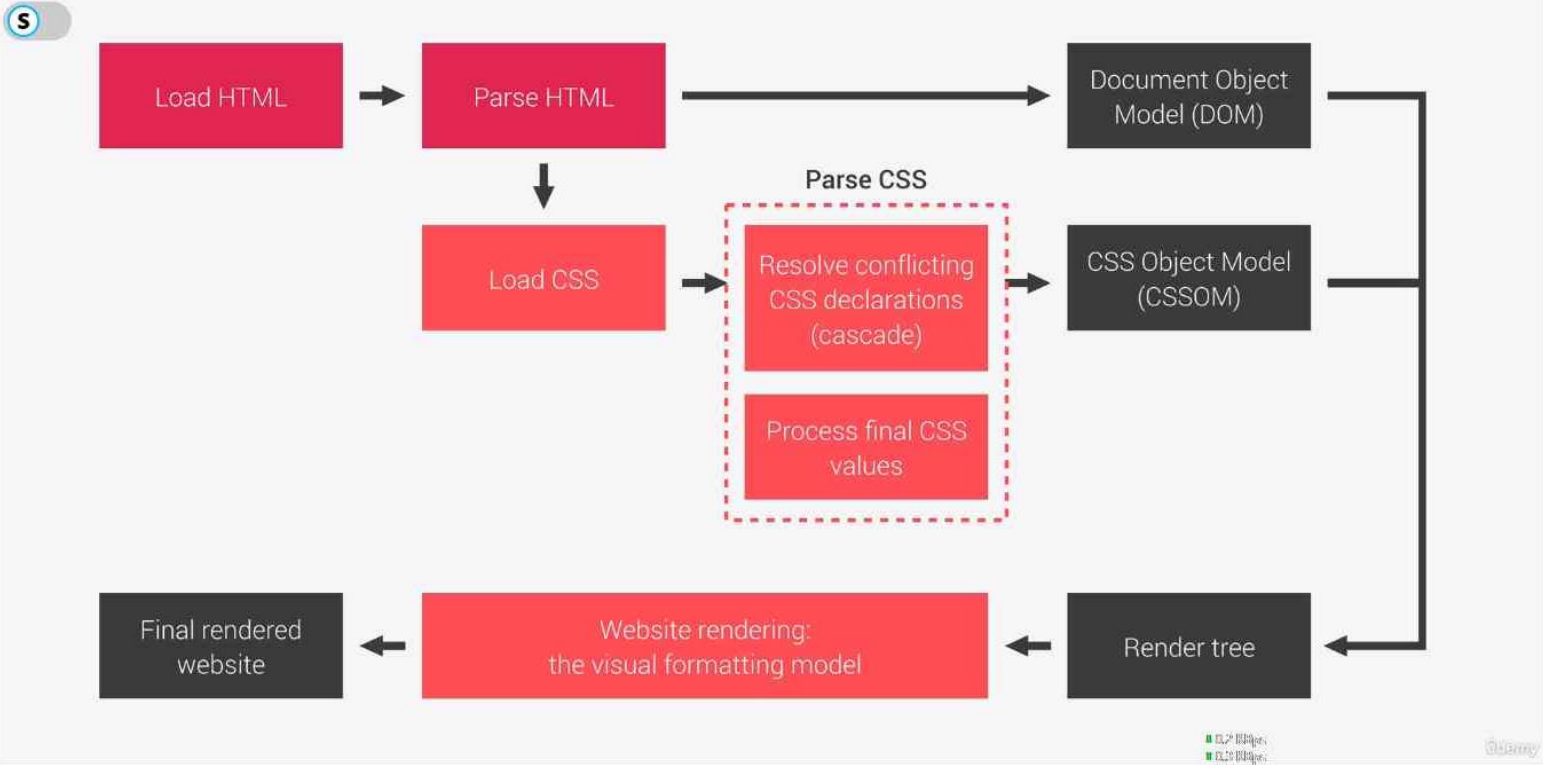 S
Load HTML
Parse HTML
Document Object
Model (DOM)
Parse CSS
Load CSS
Resolve conflicting
CSS declarations
(cascade)
CSS Object Model
(CSSOM)
Process final CSS
values
Final rendered
website
Website rendering:
the visual formatting model
Render tree
Udemy